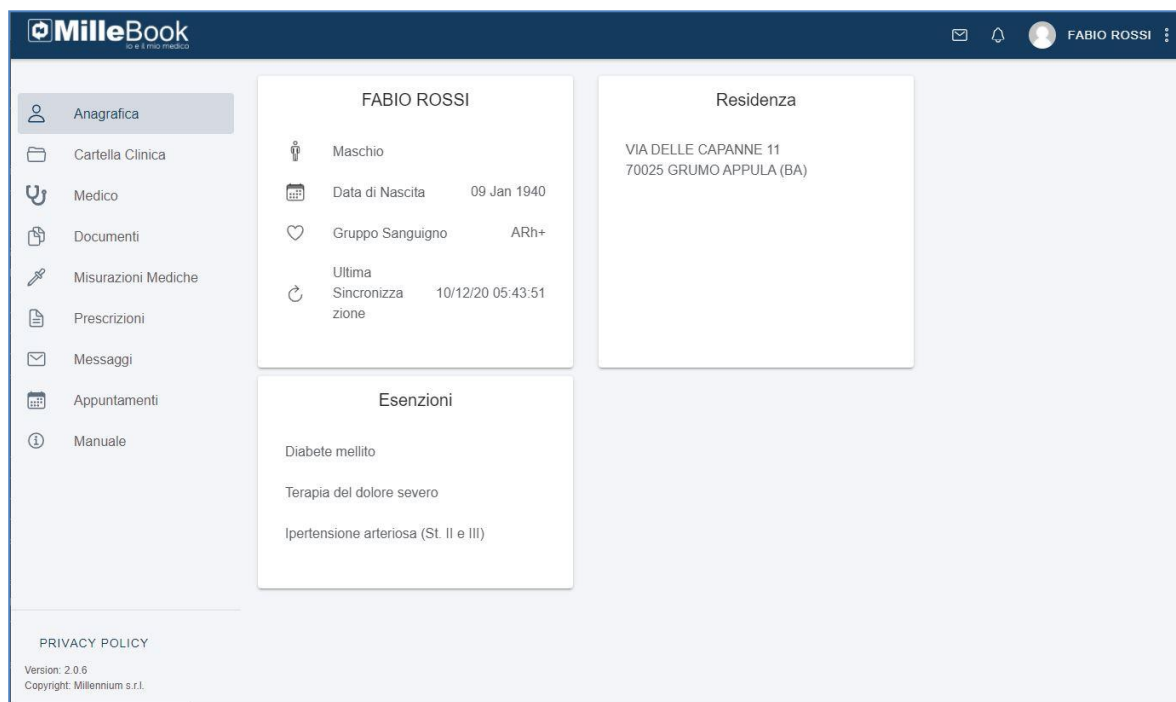 MilleBook
io e il mio medico
FABIO ROSSI
Anagrafica
Cartella Clinica
Medico
Documenti
Misurazioni Mediche
Prescrizioni
Messaggi
Appuntamenti
Manuale
PRIVACY POLICY
Version: 2.0.6
Copyright: Millennium s.r.l.
FABIO ROSSI
Maschio
Data di Nascita 09 Jan 1940
Gruppo Sanguigno ARh+
Ultima
Sincronizza 10/12/20 05:43:51
zione
Residenza
VIA DELLE CAPANNE 11
70025 GRUMO APPULA (BA)
Esenzioni
Diabete mellito
Terapia del dolore severo
Ipertensione arteriosa (St. II e III)